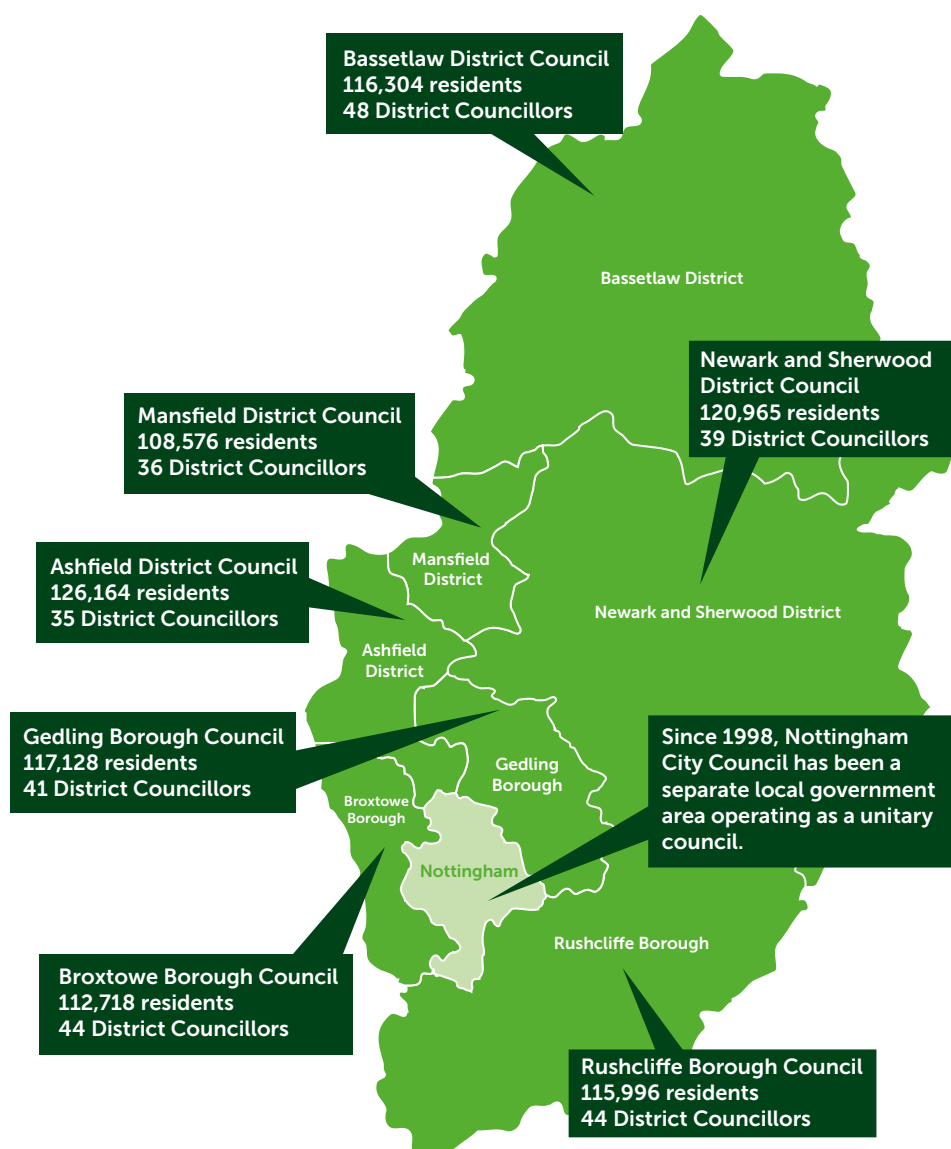 Bassetlaw District Council
116,304 residents
48 District Councillors
Bassetlaw District
Newark and Sherwood
District Council
120,965 residents
39 District Councillors
Mansfield District Council
108,576 residents
36 District Councillors
Mansfield
District
Ashfield District Council
126,164 residents
35 District Councillors
Newark and Sherwood District
Ashfield
District
Gedling Borough Council
117,128 residents
41 District Councillors
Since 1998, Nottingham
City Council has been a
separate local government
area operating as a unitary
council.
Gedling
Borough
Broxtowe
Borough
Nottingham
Rushcliffe Borough
Broxtowe Borough Council
112,718 residents
44 District Councillors
Rushcliffe Borough Council
115,996 residents
44 District Councillors